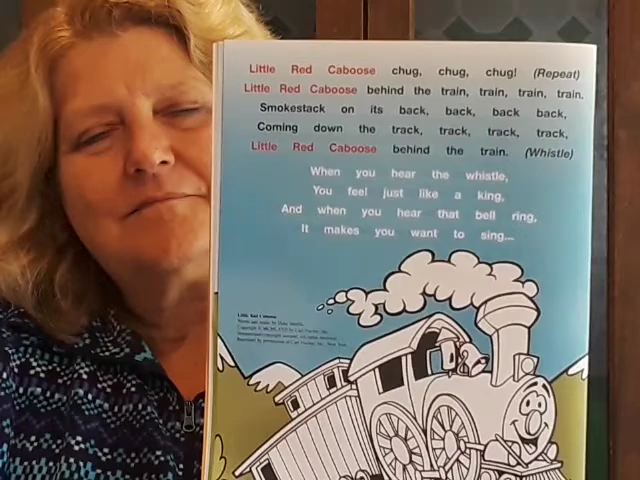 Little Red Caboose chug, chug, chug! (Repeat)
Little Red Caboose behind the train, train, train, train.
Smokestack on its back, back, back back,
Coming down the track, track, track, track,
Little Red Caboose behind the train. (Whistle)
When you hear the whistle,
You feel just like a king,
And when you hear that bell ring,
It makes you want to sing...
Little Red Caboose